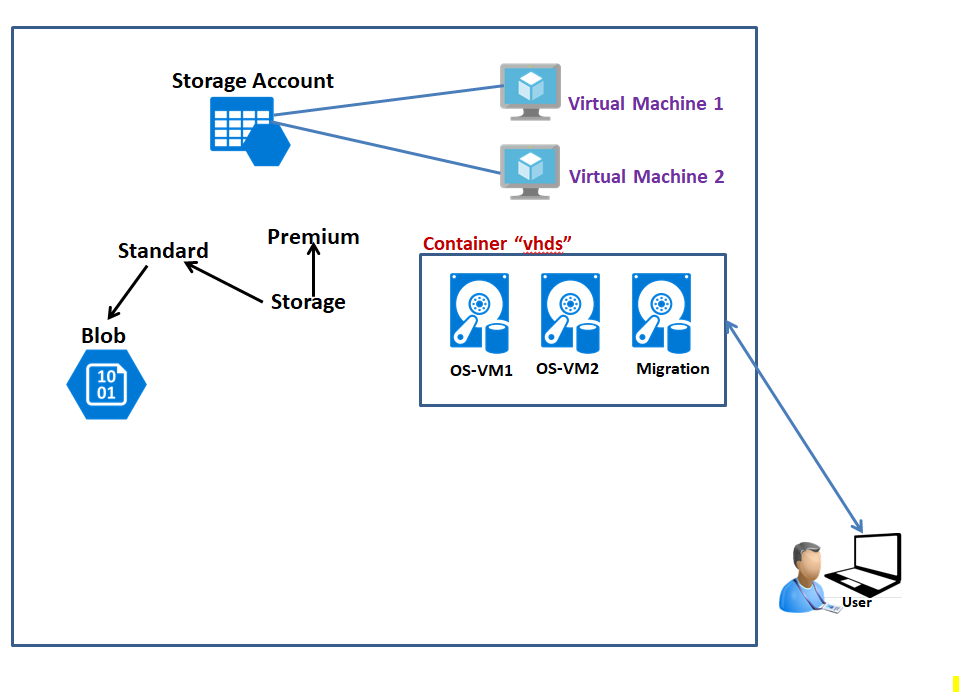 Storage Account
Virtual Machine 1
Virtual Machine 2
Premium
Standard
Storage
Blob
10
01
Container “vhds”
OS-VM1
OS-VM2
Migration
User